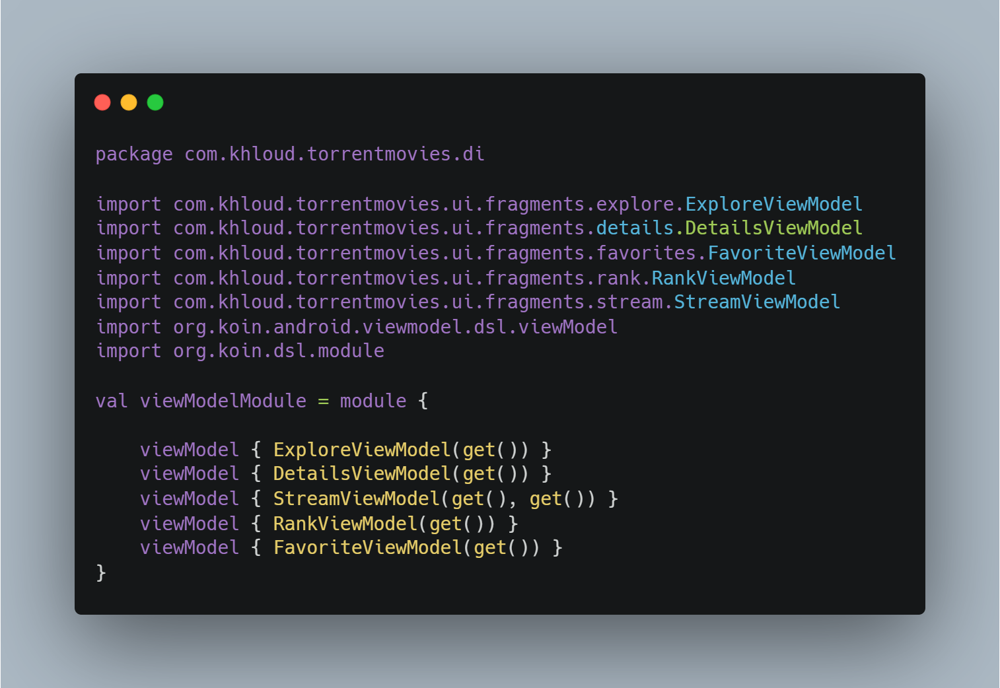 package com.khloud.torrentmovies.di
import com.khloud.torrentmovies.ui.fragments.explore.ExploreViewModel
import com.khloud.torrentmovies.ui.fragments.details.DetailsViewModel
import com.khloud.torrentmovies.ui.fragments.favorites.FavoriteViewModel
import com.khloud.torrentmovies.ui.fragments.rank.RankViewModel
import com.khloud.torrentmovies.ui.fragments.stream.StreamViewModel
import org.koin.android.viewmodel.dsl.viewModel
import org.koin.dsl.module
val viewModelModule = module {
    viewModel { ExploreViewModel(get()) }
    viewModel { DetailsViewModel(get()) }
    viewModel { StreamViewModel(get(), get()) }
    viewModel { RankViewModel(get()) }
    viewModel { FavoriteViewModel(get()) }
}